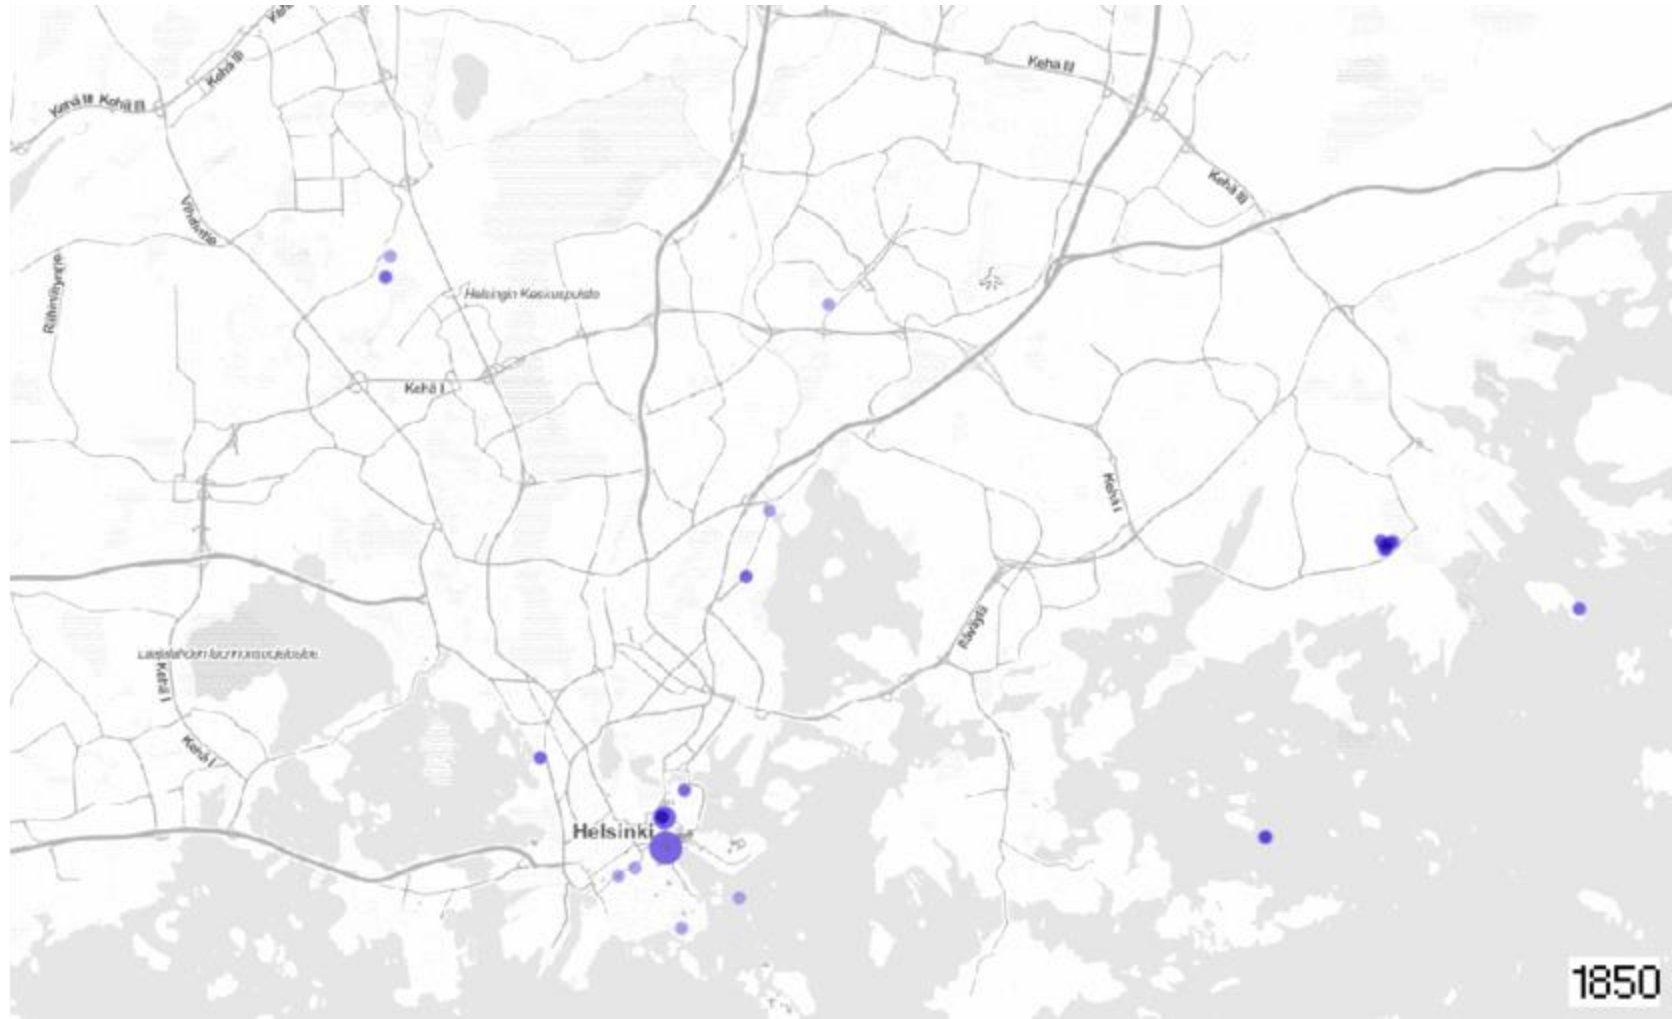 Kehä III
Kehä III
Kehä III Kehä III
Kehä III
Vihdintie
Helsingin Keskuspuisto
Kehä I
Kehä I
Kehä I
Kehä I
Helsinki
1850